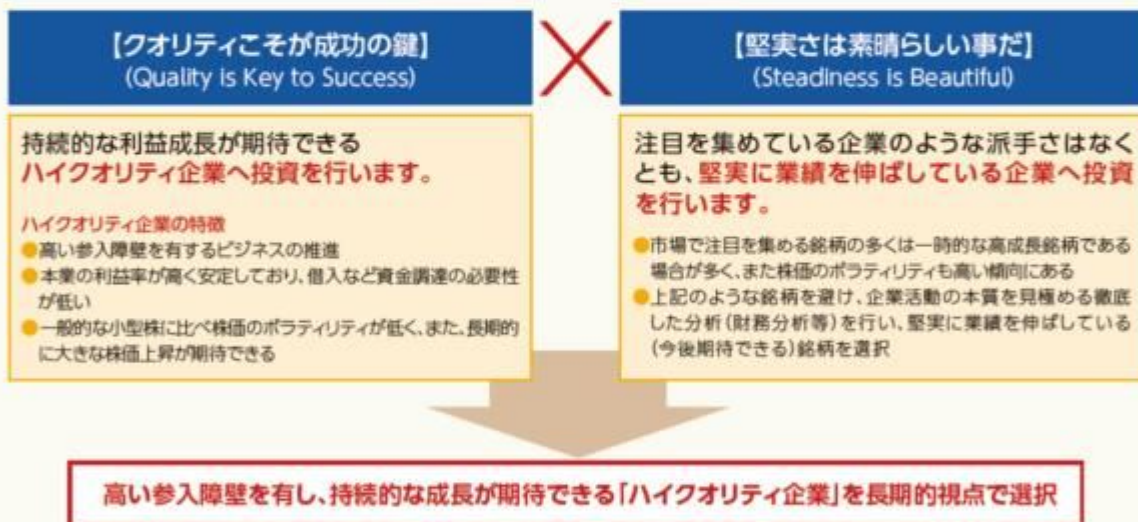 【クオリティこそが成功の鍵】
(Quality is Key to Success)
【堅実さは素晴らしい事だ】
(Steadiness is Beautiful)
持続的な利益成長が期待できる
ハイクオリティ企業へ投資を行います。
ハイクオリティ企業の特徴
●高い参入障壁を有するビジネスの推進
●本業の利益率が高く安定しており、借入など資金調達の必要性
が低い
●一般的な小型株に比べ株価のボラティリティが低く、また、長期的
に大きな株価上昇が期待できる
注目を集めている企業のような派手さはなく
とも、堅実に業績を伸ばしている企業へ投資
を行います。
●市場で注目を集める銘柄の多くは一時的な高成長銘柄である
場合が多く、また株価のボラティリティも高い傾向にある
●上記のような銘柄を避け、企業活動の本質を見極める徹底
した分析(財務分析等)を行い、堅実に業績を伸ばしている
(今後期待できる)銘柄を選択
高い参入障壁を有し、持続的な成長が期待できる「ハイクオリティ企業」を長期的視点で選択